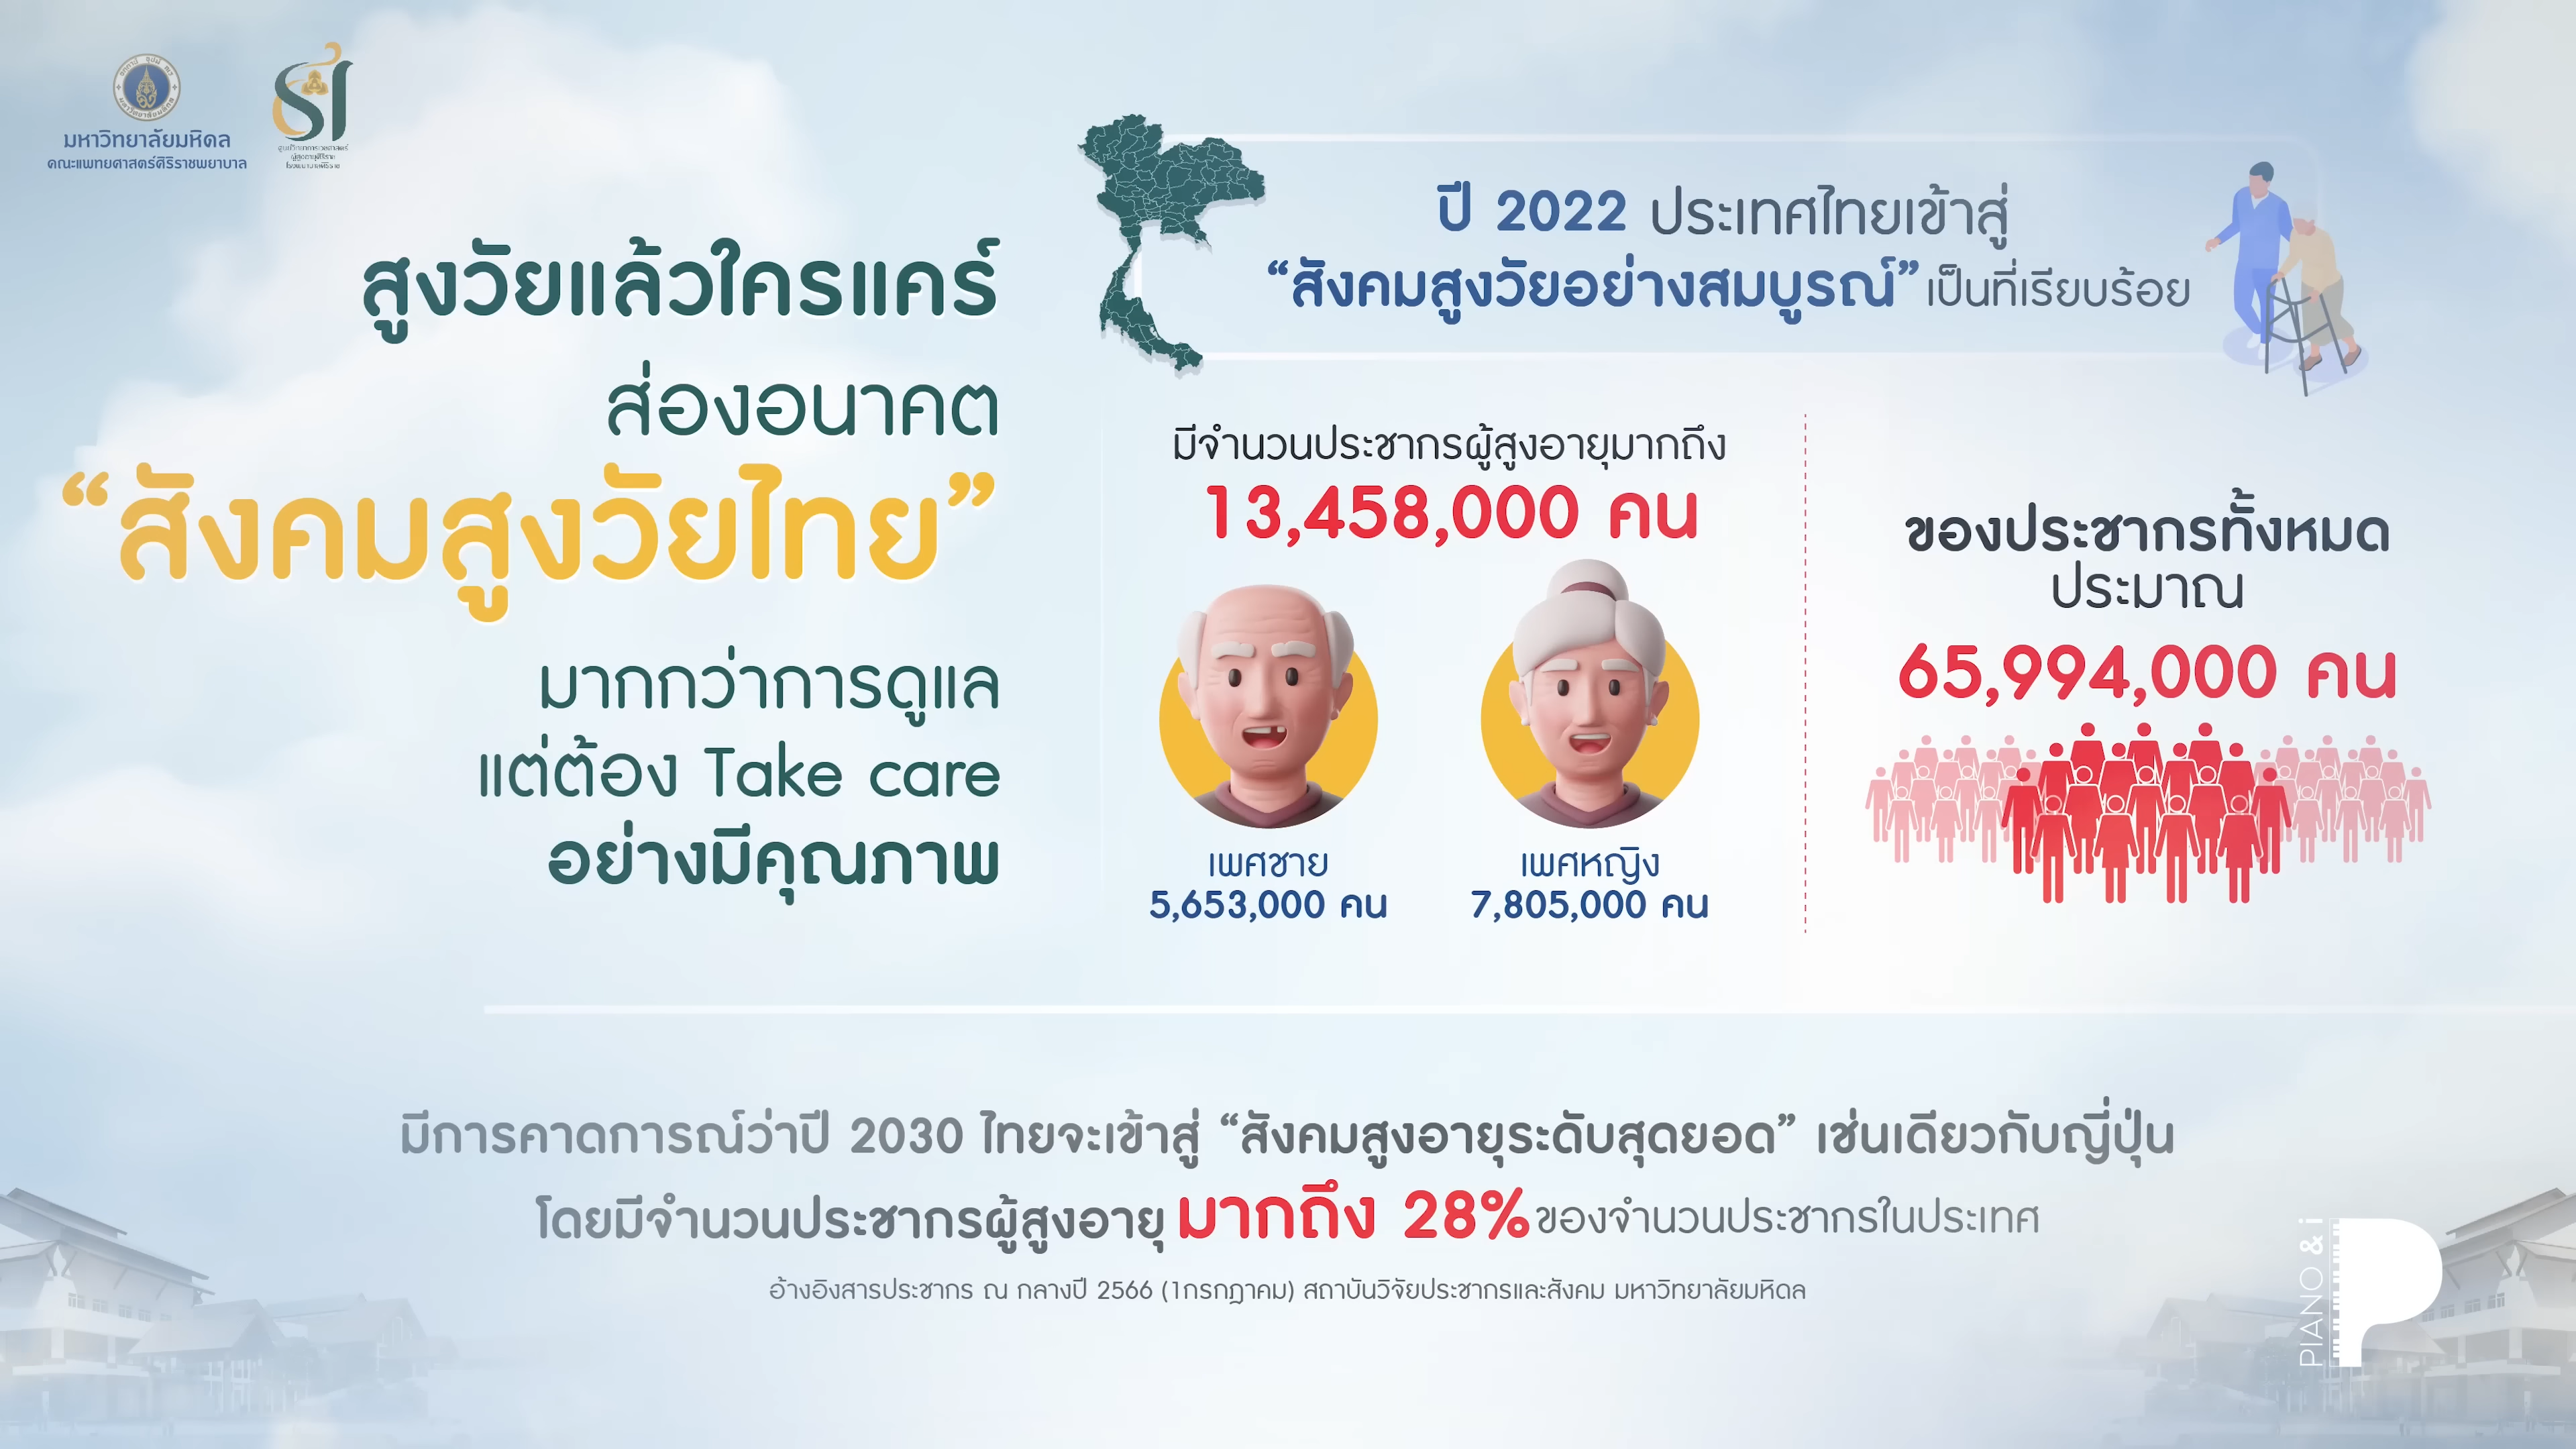 มหาวิทยาลัยมหิดล
คณะแพทยศาสตร์ศิริราชพยาบาล
สูงวัยแล้วใครแคร์
ส่องอนาคต
“สังคมสูงวัยไทย”
มากกว่าการดูแล
แต่ต้อง Take care
อย่างมีคุณภาพ
ปี 2022 ประเทศไทยเข้าสู่
“สังคมสูงวัยอย่างสมบูรณ์” เป็นที่เรียบร้อย
มีจำนวนประชากรผู้สูงอายุมากถึง
13,458,000 คน
เพศชาย
5,653,000 คน
เพศหญิง
7,805,000 คน
ของประชากรทั้งหมด
ประมาณ
65,994,000 คน
มีการคาดการณ์ว่าปี 2030 ไทยจะเข้าสู่ “สังคมสูงอายุระดับสุดยอด” เช่นเดียวกับญี่ปุ่น
โดยมีจำนวนประชากรผู้สูงอายุ มากถึง 28% ของจำนวนประชากรในประเทศ
อ้างอิงสารประชากร ณ กลางปี 2566 (1กรกฎาคม) สถาบันวิจัยประชากรและสังคม มหาวิทยาลัยมหิดล
PIANO & i